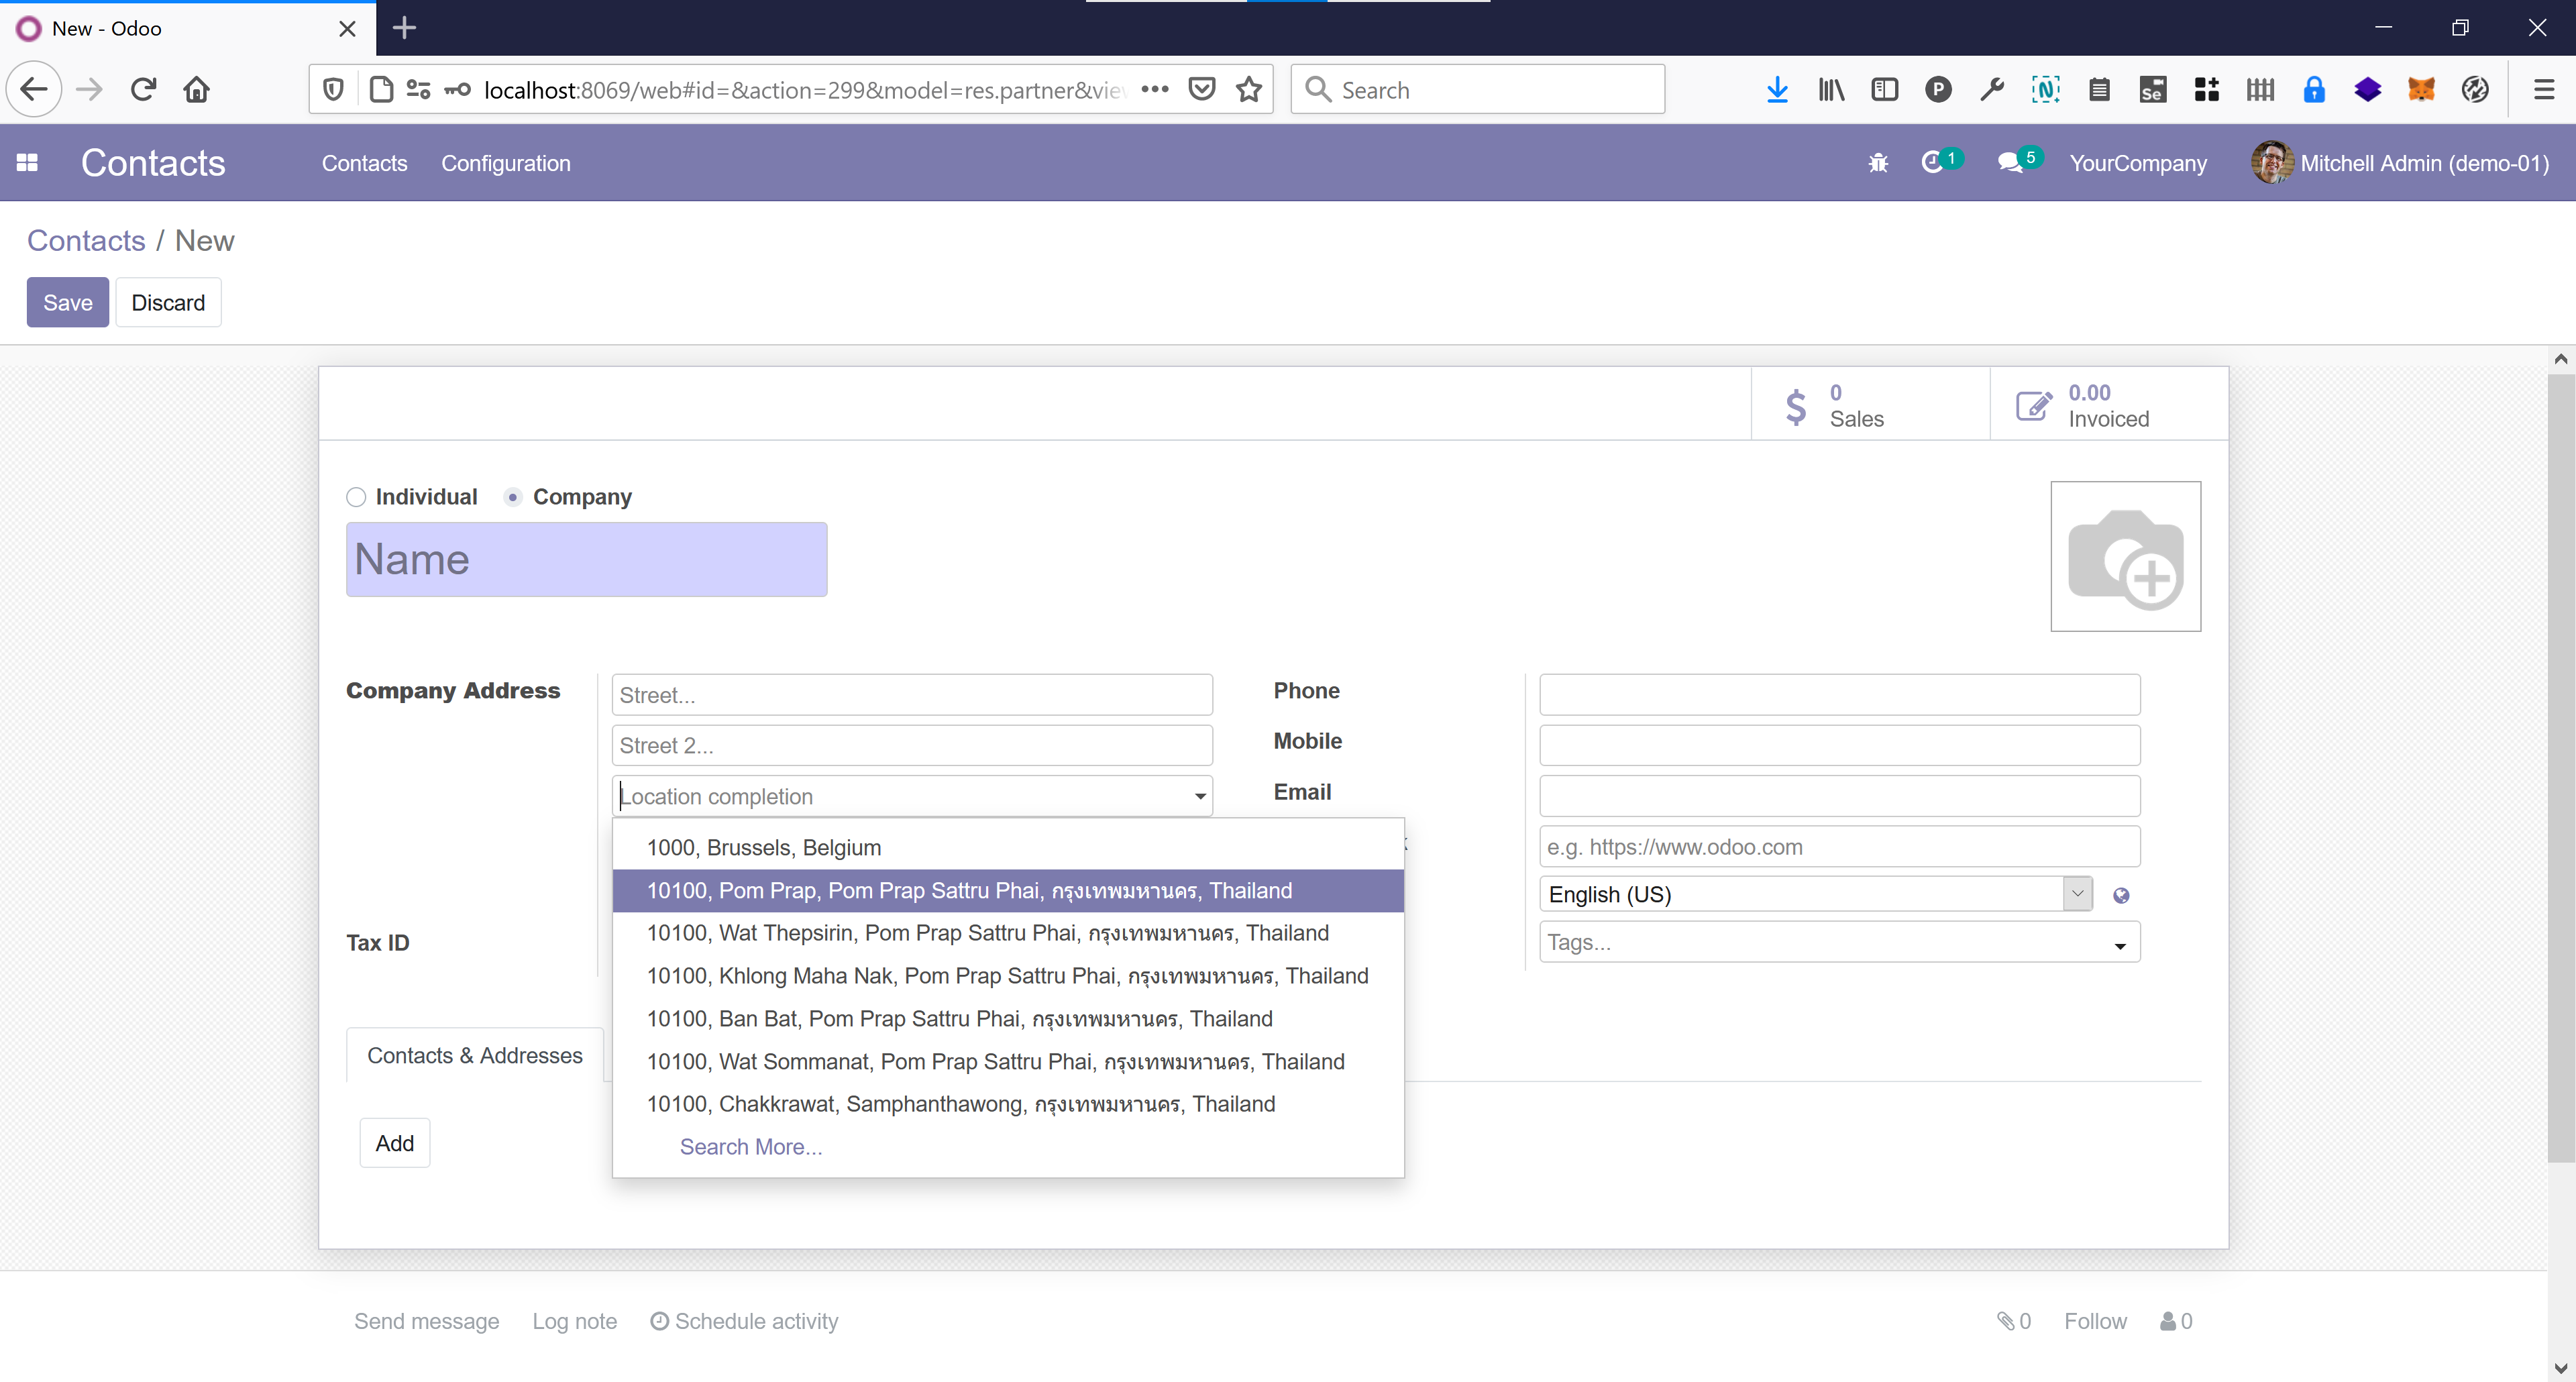 New - Odoo
localhost:8069/web#id=&action=299&model=res.partner&vie
Search
Contacts
Contacts
Configuration
1
5
YourCompany
Mitchell Admin (demo-01)
Contacts / New
Save
Discard
0
Sales
0.00
Invoiced
Individual
Company
Name
Company Address
Street...
Phone
Street 2...
Mobile
Location completion
Email
1000, Brussels, Belgium
e.g. https://www.odoo.com
10100, Pom Prap, Pom Prap Sattru Phai, กรุงเทพมหานคร, Thailand
English (US)
10100, Wat Thepsirin, Pom Prap Sattru Phai, กรุงเทพมหานคร, Thailand
Tax ID
Tags...
10100, Khlong Maha Nak, Pom Prap Sattru Phai, กรุงเทพมหานคร, Thailand
10100, Ban Bat, Pom Prap Sattru Phai, กรุงเทพมหานคร, Thailand
Contacts & Addresses
10100, Wat Sommanat, Pom Prap Sattru Phai, กรุงเทพมหานคร, Thailand
10100, Chakkrawat, Samphanthawong, กรุงเทพมหานคร, Thailand
Add
Search More...
Send message
Log note
Schedule activity
0
Follow
0